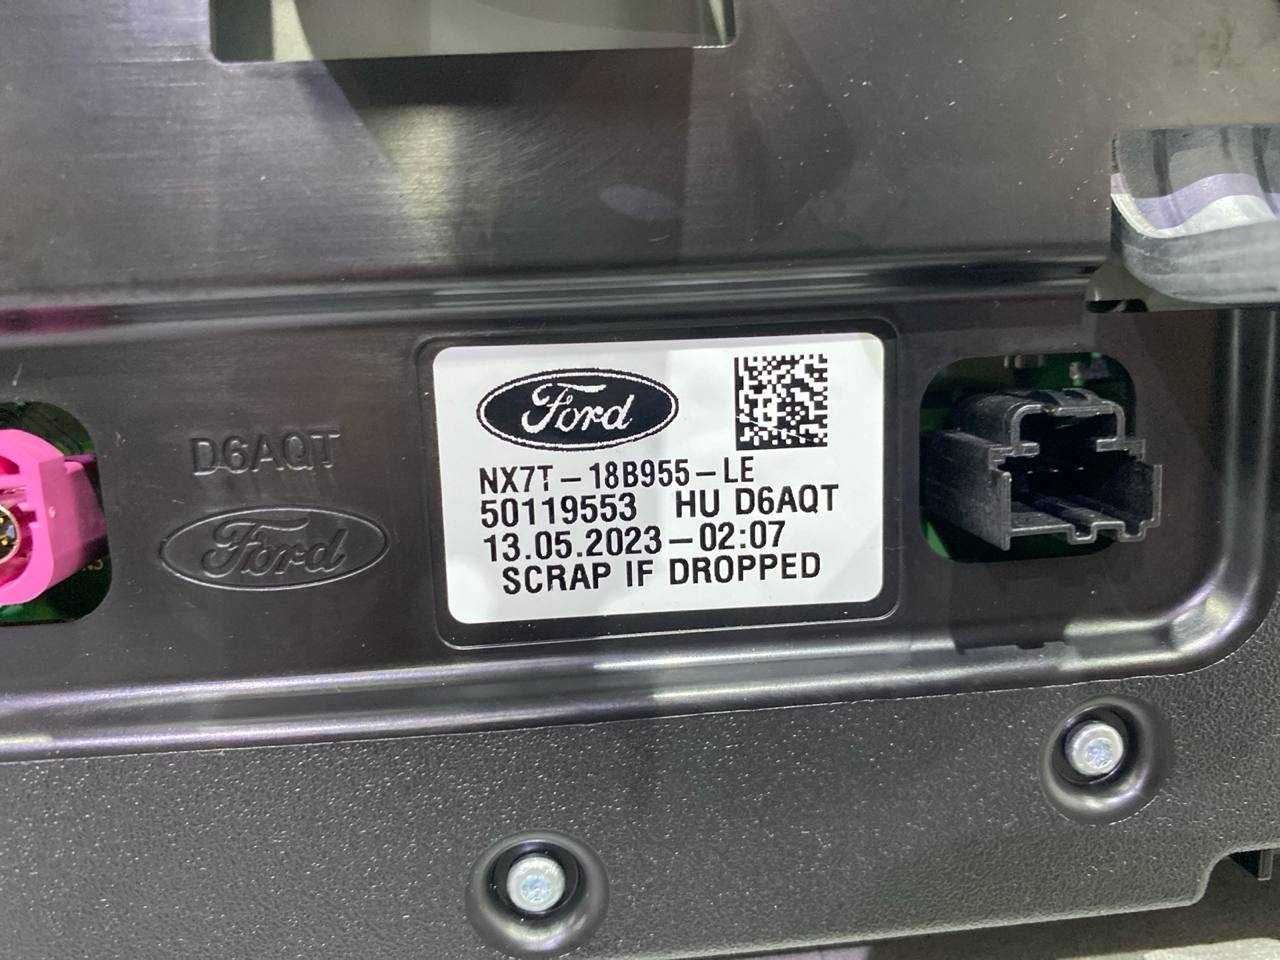 Ford
NX7T-18B955-LE
50119553 HU D6AQT
13.05.2023-02:07
SCRAP IF DROPPED
D6AQT
Ford